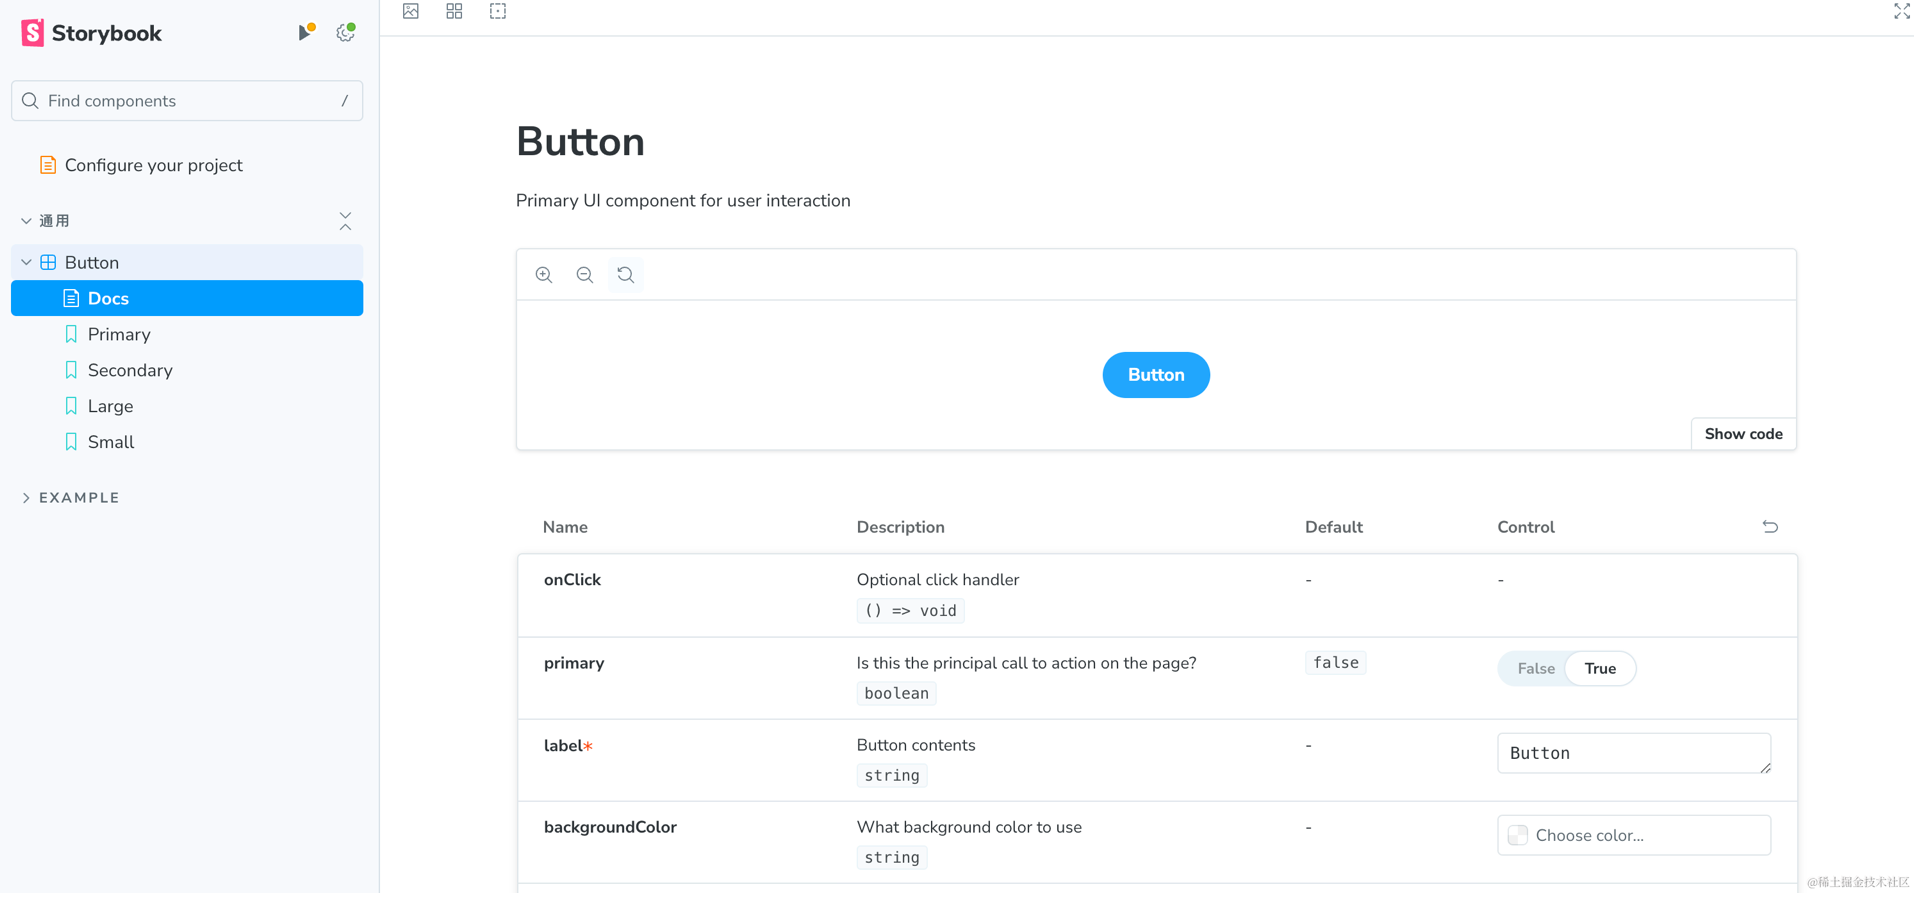 Storybook
Find components /
Configure your project
通用
Button
Docs
Primary
Secondary
Large
Small
EXAMPLE
Button
Primary UI component for user interaction
Button
Show code
Name Description Default Control
onClick Optional click handler - -
() => void
primary Is this the principal call to action on the page? false False True
boolean
label* Button contents - Button
string
backgroundColor What background color to use - Choose color...
string
@稀土掘金技术社区